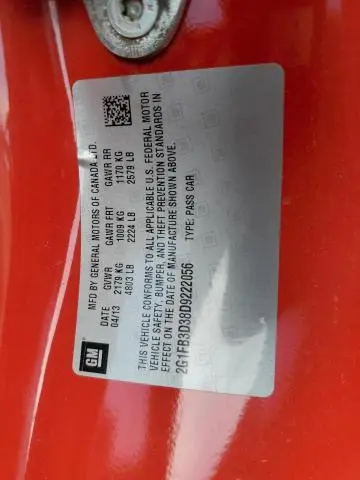 GM
MFD BY GENERAL MOTORS OF CANADA LTD.
DATE GVWR GAWR FRT GAWR RR
04/13 2179 KG 1009 KG 1170 KG
4803 LB 2224 LB 2579 LB
THIS VEHICLE CONFORMS TO ALL APPLICABLE U.S. FEDERAL MOTOR
VEHICLE SAFETY, BUMPER, AND THEFT PREVENTION STANDARDS IN
EFFECT ON THE DATE OF MANUFACTURE SHOWN ABOVE.
2G1FB3D38D9222056 TYPE: PASS CAR